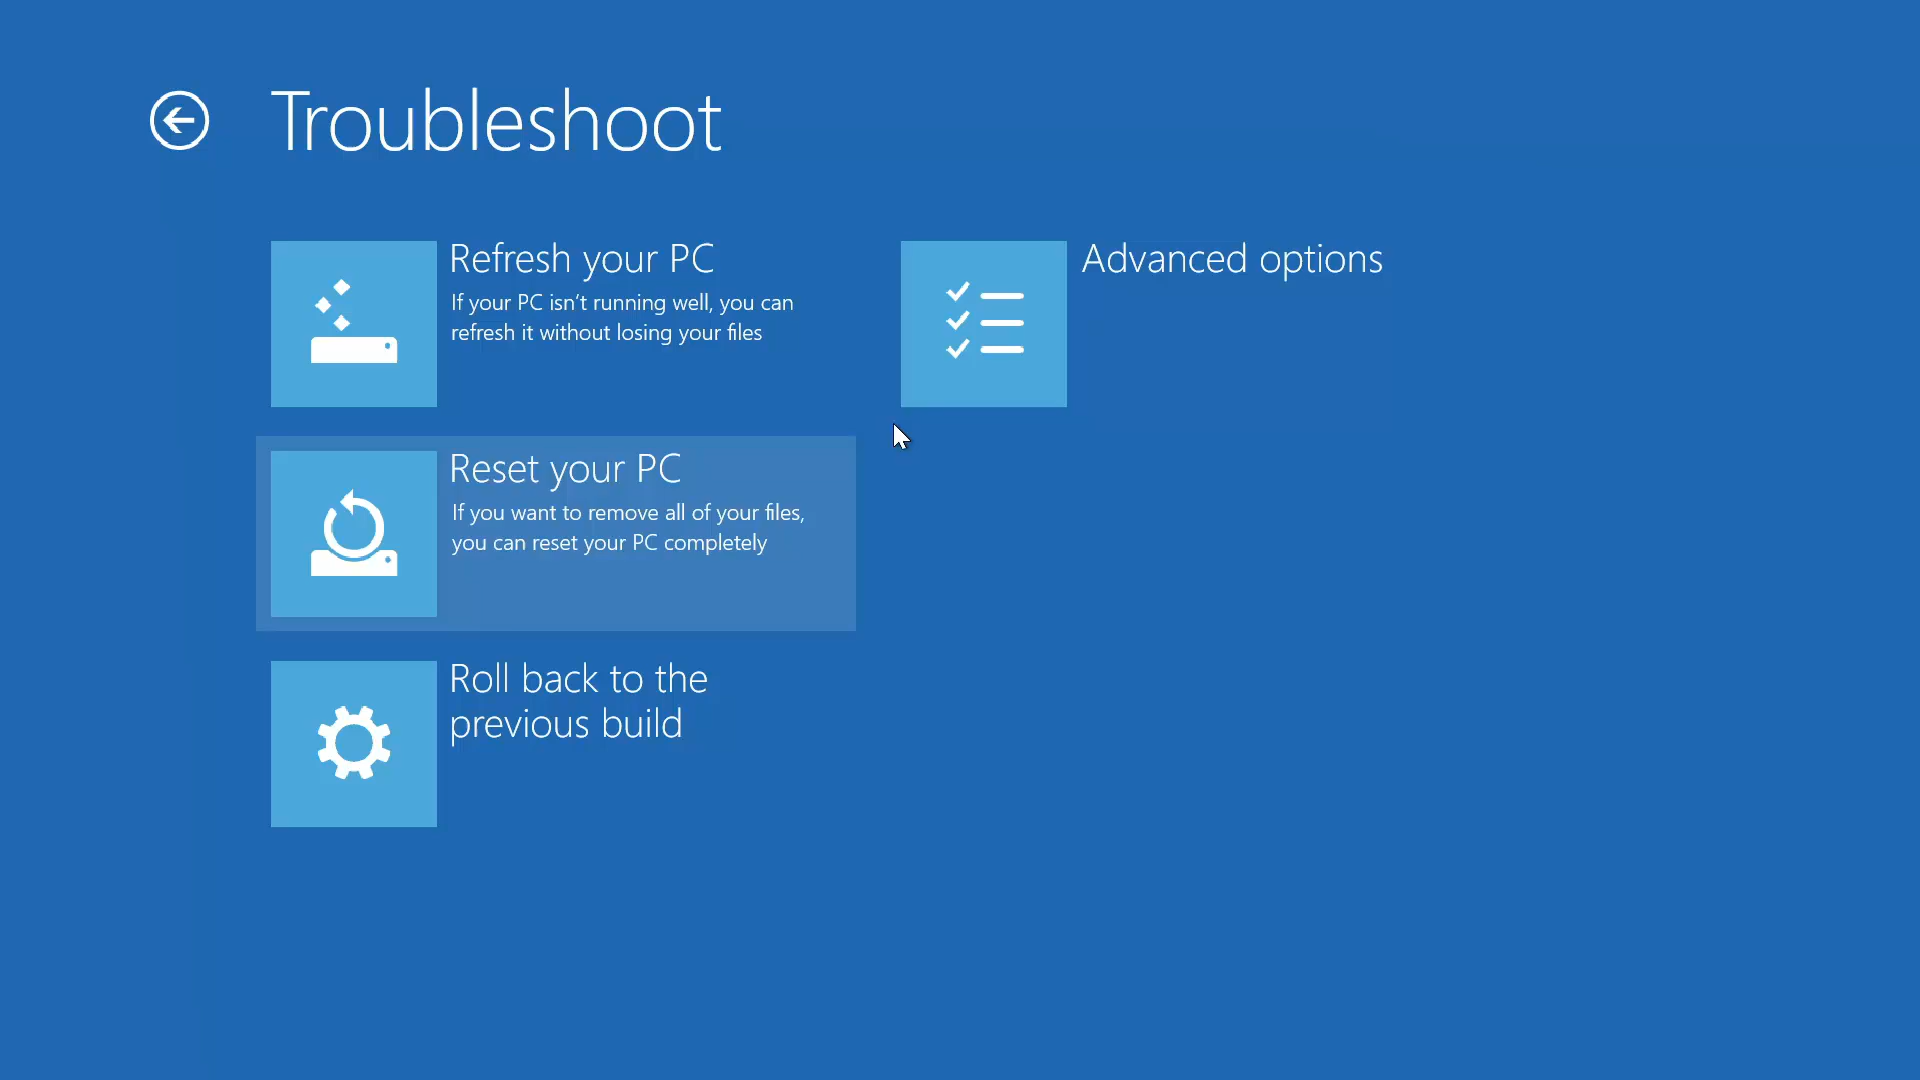 Troubleshoot
Refresh your PC
If your PC isn't running well, you can
refresh it without losing your files
Reset your PC
If you want to remove all of your files,
you can reset your PC completely
Roll back to the
previous build
Advanced options